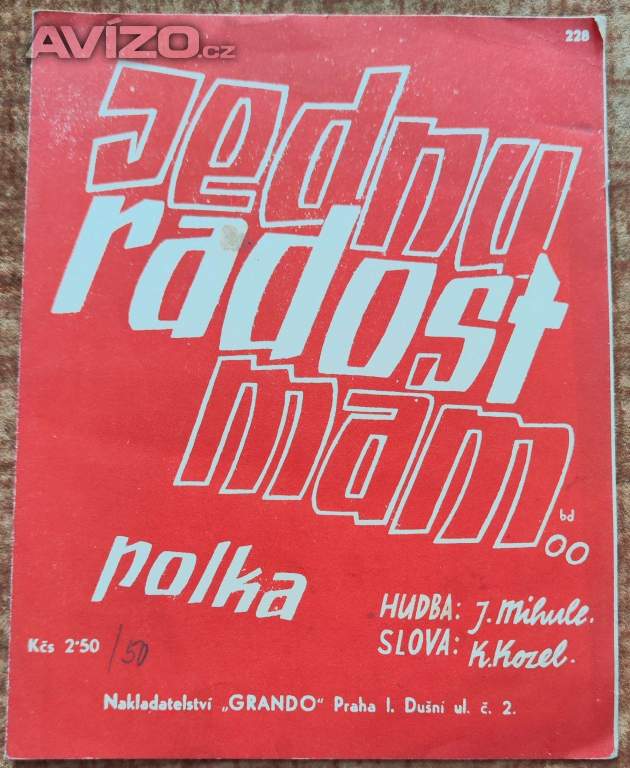 AVÍZO.cz
228
Jednu
radost
mám...
polka
HUDBA: J. Mihule.
SLOVA: K. Kozel.
bd
Kčs 2·50 /50
Nakladatelství „GRANDO" Praha I. Dušní ul. č. 2.